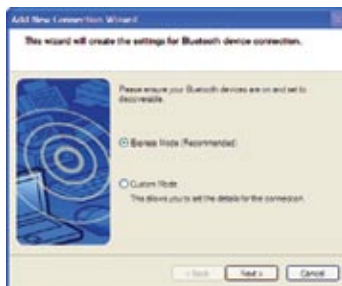 Add New Connection Wizard
This wizard will create the settings for Bluetooth device connection.
Please ensure your Bluetooth devices are on and set to
discoverable.
Express Mode (Recommended)
Custom Mode
This allows you to set the details for the connection.
< Back Next > Cancel